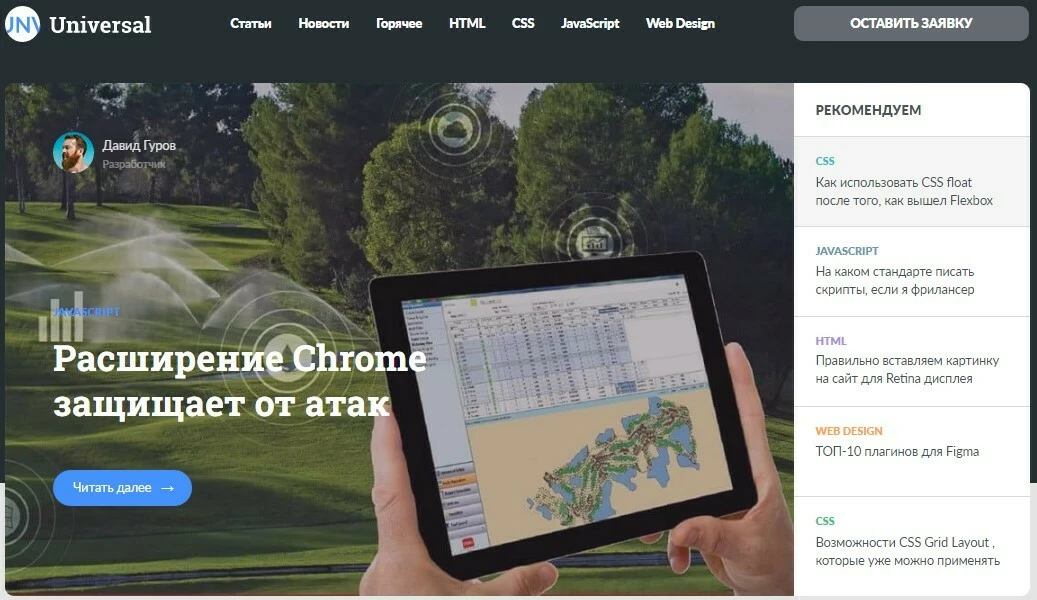 UNV Universal
Статьи Новости Горячее HTML CSS JavaScript Web Design
ОСТАВИТЬ ЗАЯВКУ
Давид Гуров
Разработчик
JAVASCRIPT
Расширение Chrome
защищает от атак
Читать далее →
РЕКОМЕНДУЕМ
CSS
Как использовать CSS float
после того, как вышел Flexbox
JAVASCRIPT
На каком стандарте писать
скрипты, если я фрилансер
HTML
Правильно вставляем картинку
на сайт для Retina дисплея
WEB DESIGN
ТОП-10 плагинов для Figma
CSS
Возможности CSS Grid Layout ,
которые уже можно применять